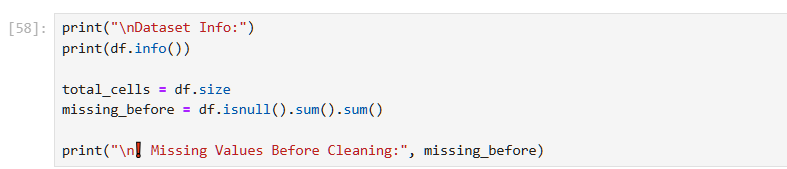 [58]:
print("\nDataset Info:")
print(df.info())
total_cells = df.size
missing_before = df.isnull().sum().sum()
print("\n❗ Missing Values Before Cleaning:", missing_before)